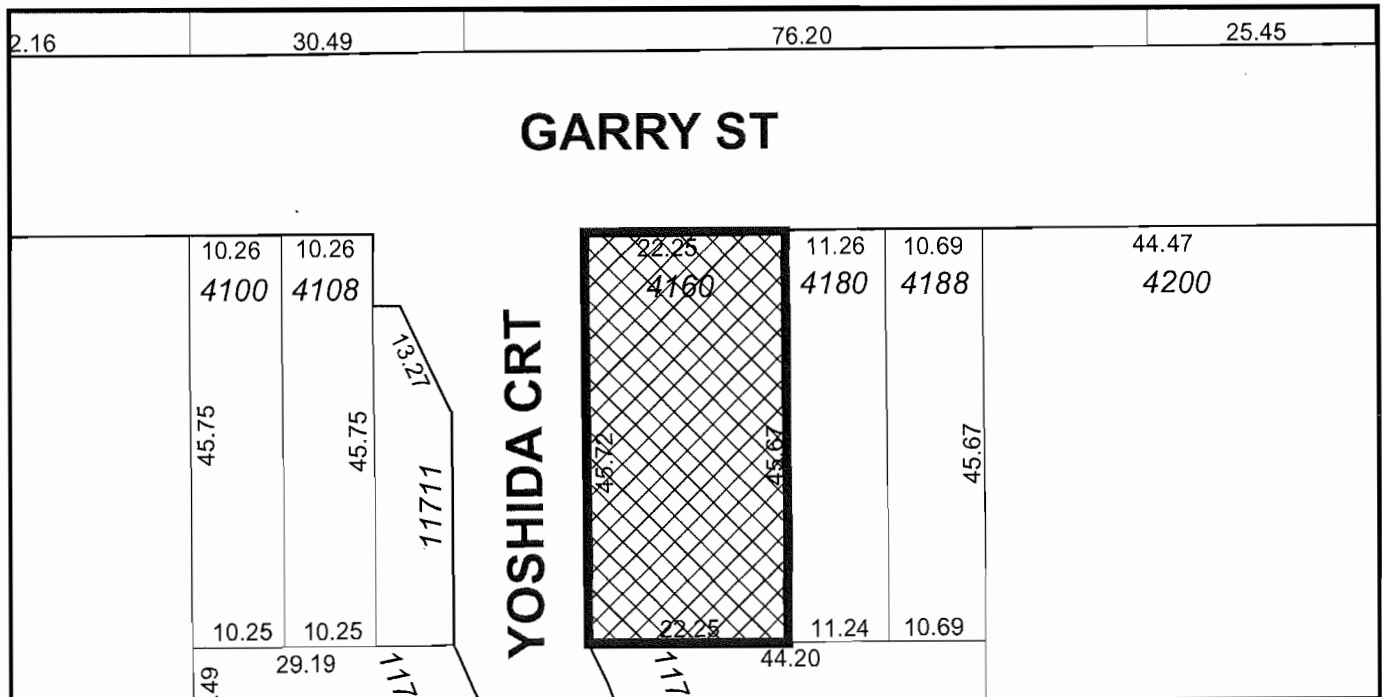 2.16 30.49 76.20 25.45
GARRY ST
10.26 10.26 22.25 11.26 10.69 44.47
4100 4108 4160 4180 4188 4200
13.27
YOSHIDA CRT
45.75 45.75 45.72 45.67 45.67
11711
10.25 10.25 22.25 11.24 10.69
29.19 44.20
.49 117 117